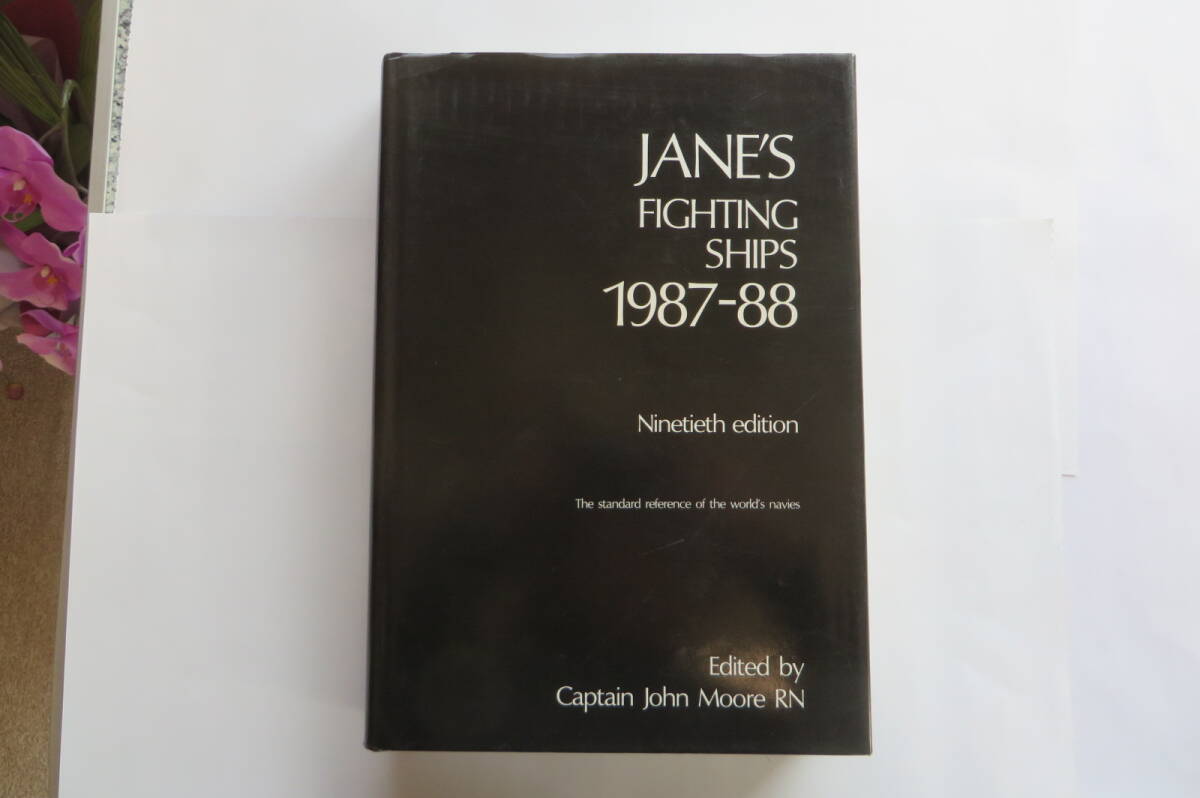 JANE'S
FIGHTING
SHIPS
1987-88
Ninetieth edition
The standard reference of the world's navies
Edited by
Captain John Moore RN